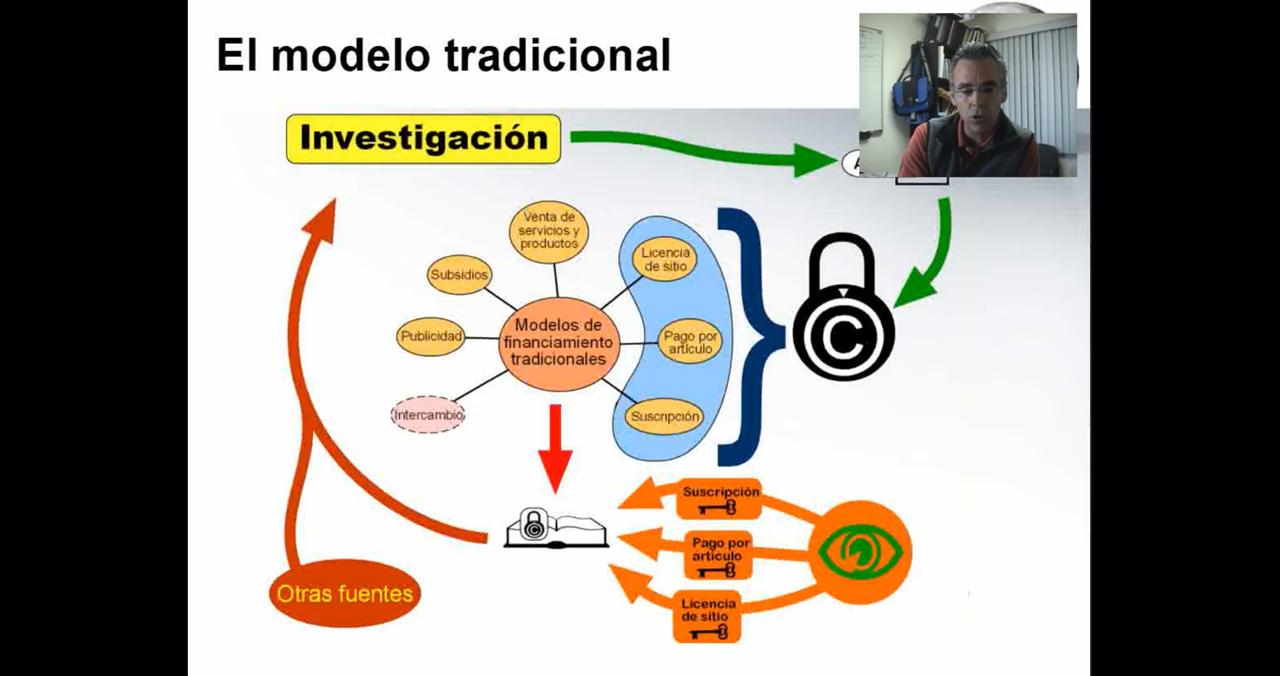 El modelo tradicional
Investigación
A
Venta de
servicios y
productos
Licencia
de sitio
Subsidios
Modelos de
financiamiento
tradicionales
Publicidad
Pago por
artículo
Intercambio
Suscripción
C
Suscripción
C
Pago por
artículo
Licencia
de sitio
Otras fuentes